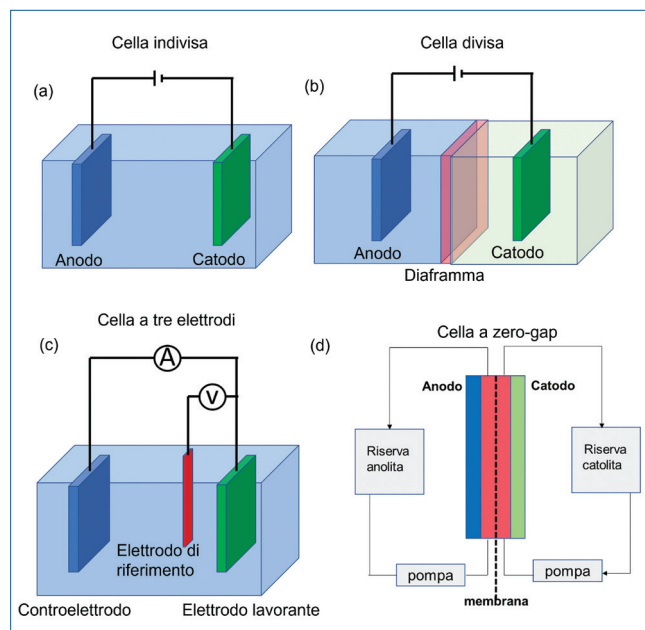 Cella indivisa
(a)
Anodo
Catodo
Cella divisa
(b)
Anodo
Catodo
Diaframma
Cella a tre elettrodi
(c)
A
V
Elettrodo di
riferimento
Controelettrodo
Elettrodo lavorante
Cella a zero-gap
(d)
Anodo
Catodo
Riserva
anolita
Riserva
catolita
pompa
pompa
membrana